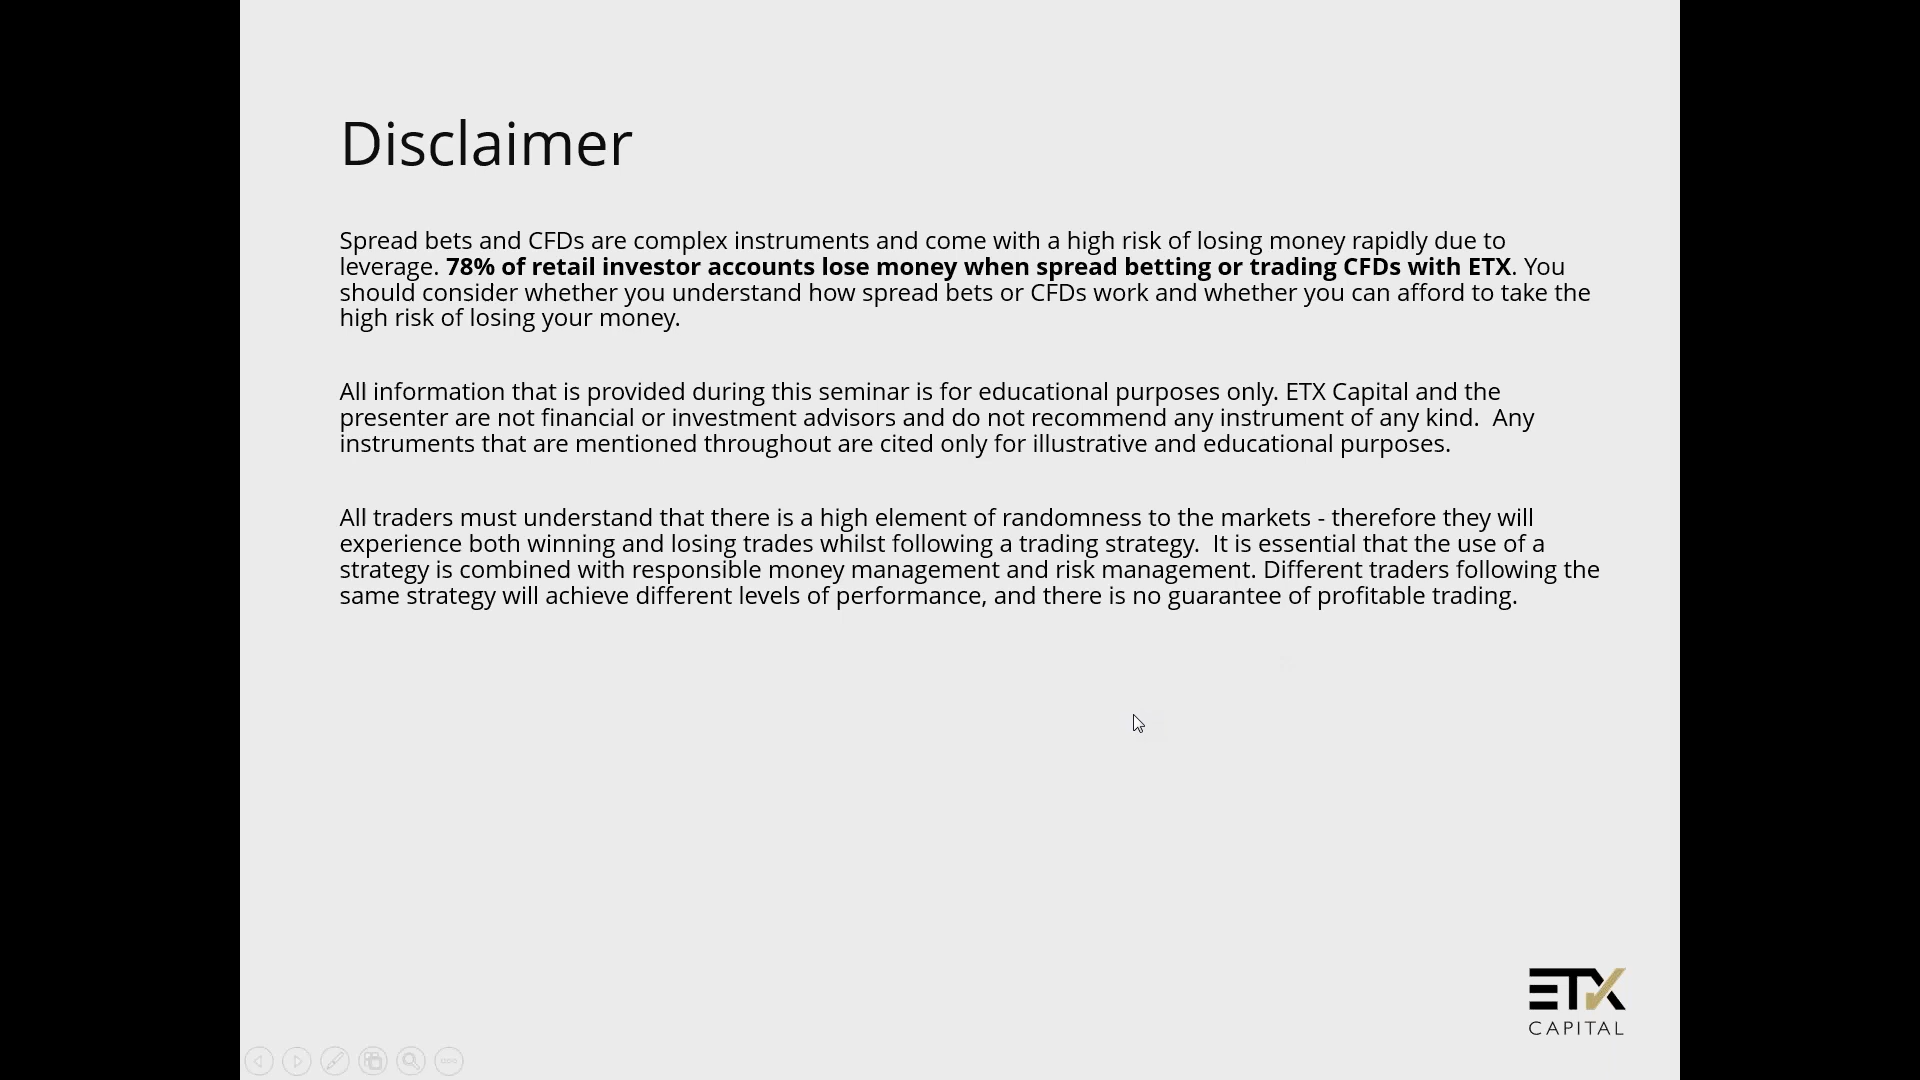 Disclaimer
Spread bets and CFDs are complex instruments and come with a high risk of losing money rapidly due to
leverage. 78% of retail investor accounts lose money when spread betting or trading CFDs with ETX. You
should consider whether you understand how spread bets or CFDs work and whether you can afford to take the
high risk of losing your money.
All information that is provided during this seminar is for educational purposes only. ETX Capital and the
presenter are not financial or investment advisors and do not recommend any instrument of any kind.  Any
instruments that are mentioned throughout are cited only for illustrative and educational purposes.
All traders must understand that there is a high element of randomness to the markets - therefore they will
experience both winning and losing trades whilst following a trading strategy.  It is essential that the use of a
strategy is combined with responsible money management and risk management. Different traders following the
same strategy will achieve different levels of performance, and there is no guarantee of profitable trading.
ETX
CAPITAL